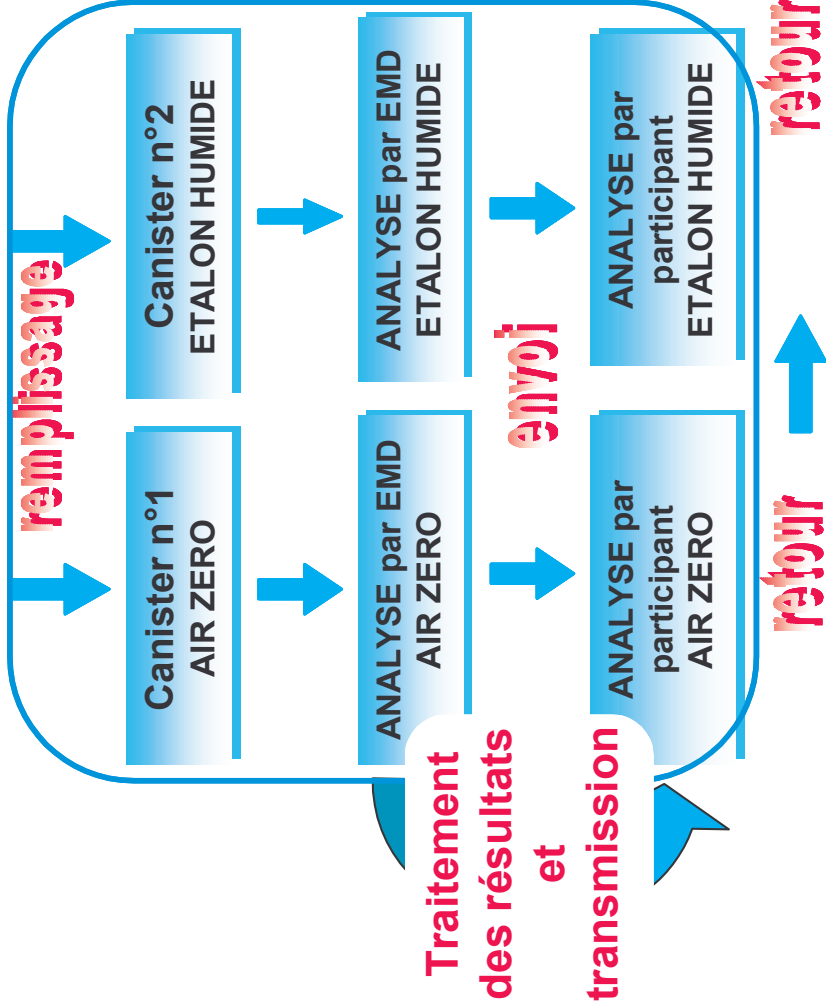 remplissage
Canister n°1
AIR ZERO
Canister n°2
ETALON HUMIDE
ANALYSE par EMD
AIR ZERO
ANALYSE par EMD
ETALON HUMIDE
envoi
ANALYSE par
participant
AIR ZERO
ANALYSE par
participant
ETALON HUMIDE
retour
retour
Traitement
des résultats
et
transmission